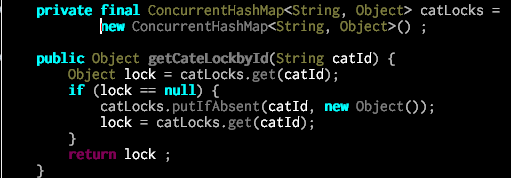 private final ConcurrentHashMap<String, Object> catLocks =
new ConcurrentHashMap<String, Object>() ;
public Object getCateLockbyId(String catId) {
Object lock = catLocks.get(catId);
if (lock == null) {
catLocks.putIfAbsent(catId, new Object());
lock = catLocks.get(catId);
}
return lock ;
}